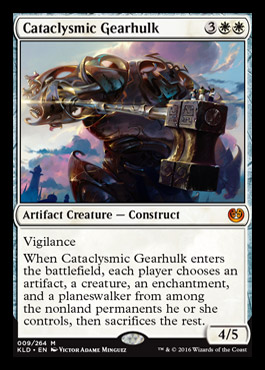 Cataclysmic Gearhulk 3
Artifact Creature — Construct
Vigilance
When Cataclysmic Gearhulk enters
the battlefield, each player chooses an
artifact, a creature, an enchantment,
and a planeswalker from among
the nonland permanents he or she
controls, then sacrifices the rest.
4/5
009/264 M
KLD • EN VICTOR ADAME MINGUEZ ™ & © 2016 Wizards of the Coast